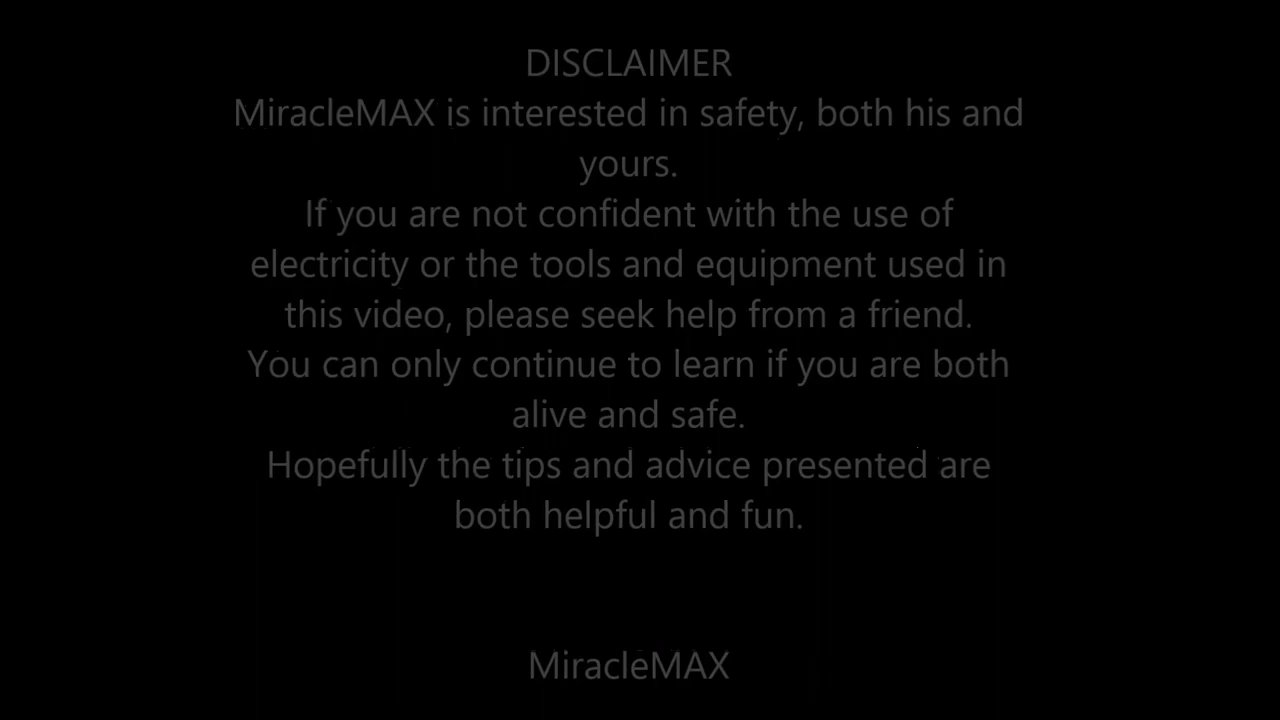 DISCLAIMER
MiracleMAX is interested in safety, both his and
yours.
If you are not confident with the use of
electricity or the tools and equipment used in
this video, please seek help from a friend.
You can only continue to learn if you are both
alive and safe.
Hopefully the tips and advice presented are
both helpful and fun.
MiracleMAX